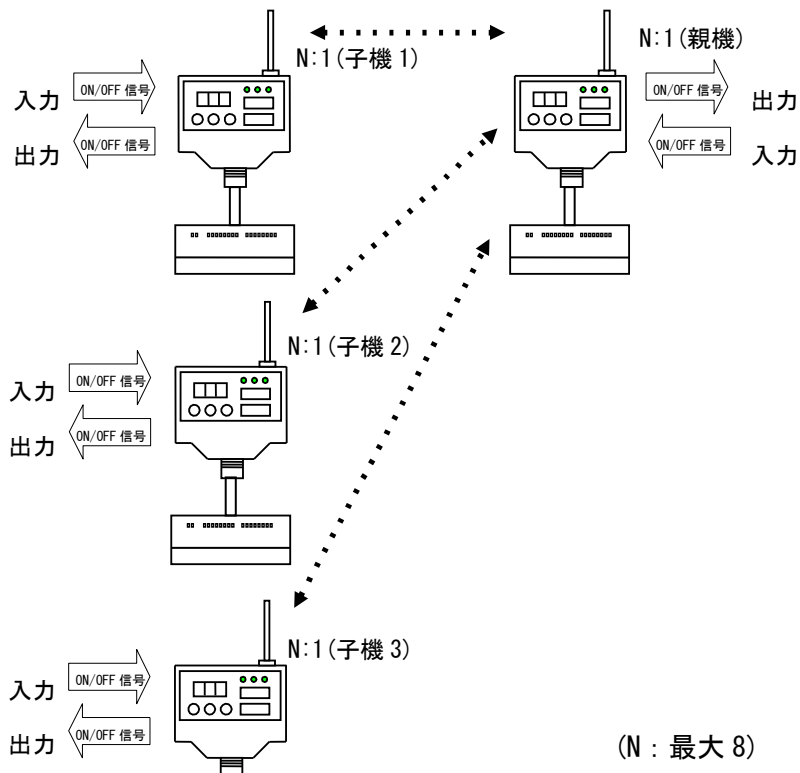 N:1(子機 1)
N:1(親機)
入力 ON/OFF 信号
出力 ON/OFF 信号
ON/OFF 信号 出力
ON/OFF 信号 入力
N:1(子機 2)
入力 ON/OFF 信号
出力 ON/OFF 信号
N:1(子機 3)
入力 ON/OFF 信号
出力 ON/OFF 信号
(N : 最大 8)